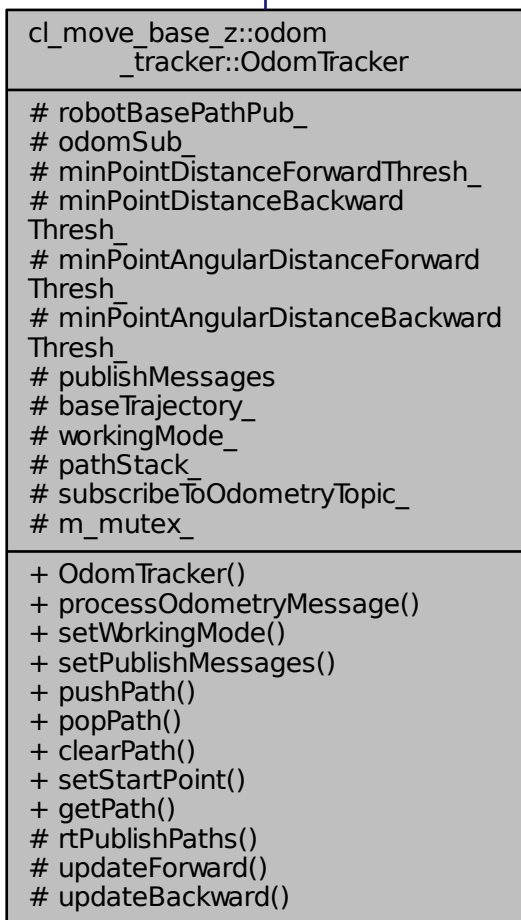 cl_move_base_z::odom
_tracker::OdomTracker
# robotBasePathPub_
# odomSub_
# minPointDistanceForwardThresh_
# minPointDistanceBackward
Thresh_
# minPointAngularDistanceForward
Thresh_
# minPointAngularDistanceBackward
Thresh_
# publishMessages
# baseTrajectory_
# workingMode_
# pathStack_
# subscribeToOdometryTopic_
# m_mutex_
+ OdomTracker()
+ processOdometryMessage()
+ setWorkingMode()
+ setPublishMessages()
+ pushPath()
+ popPath()
+ clearPath()
+ setStartPoint()
+ getPath()
# rtPublishPaths()
# updateForward()
# updateBackward()